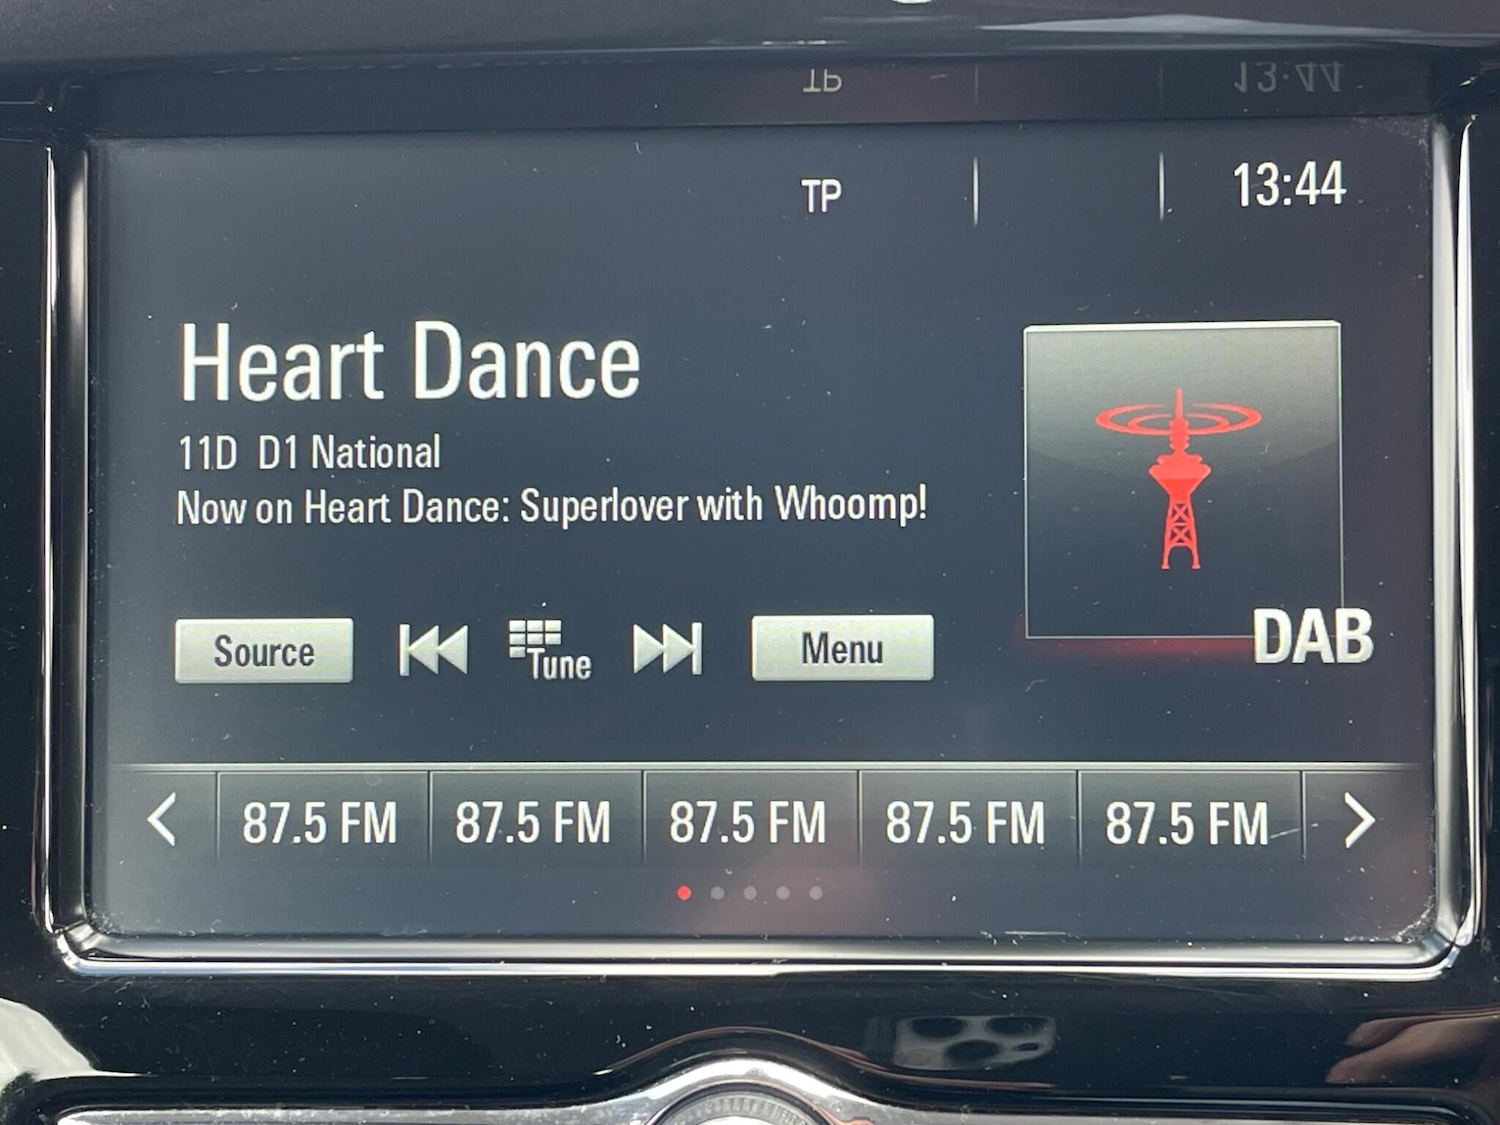 TP 13:44
Heart Dance
11D D1 National
Now on Heart Dance: Superlover with Whoomp!
DAB
Source Tune Menu
87.5 FM 87.5 FM 87.5 FM 87.5 FM 87.5 FM